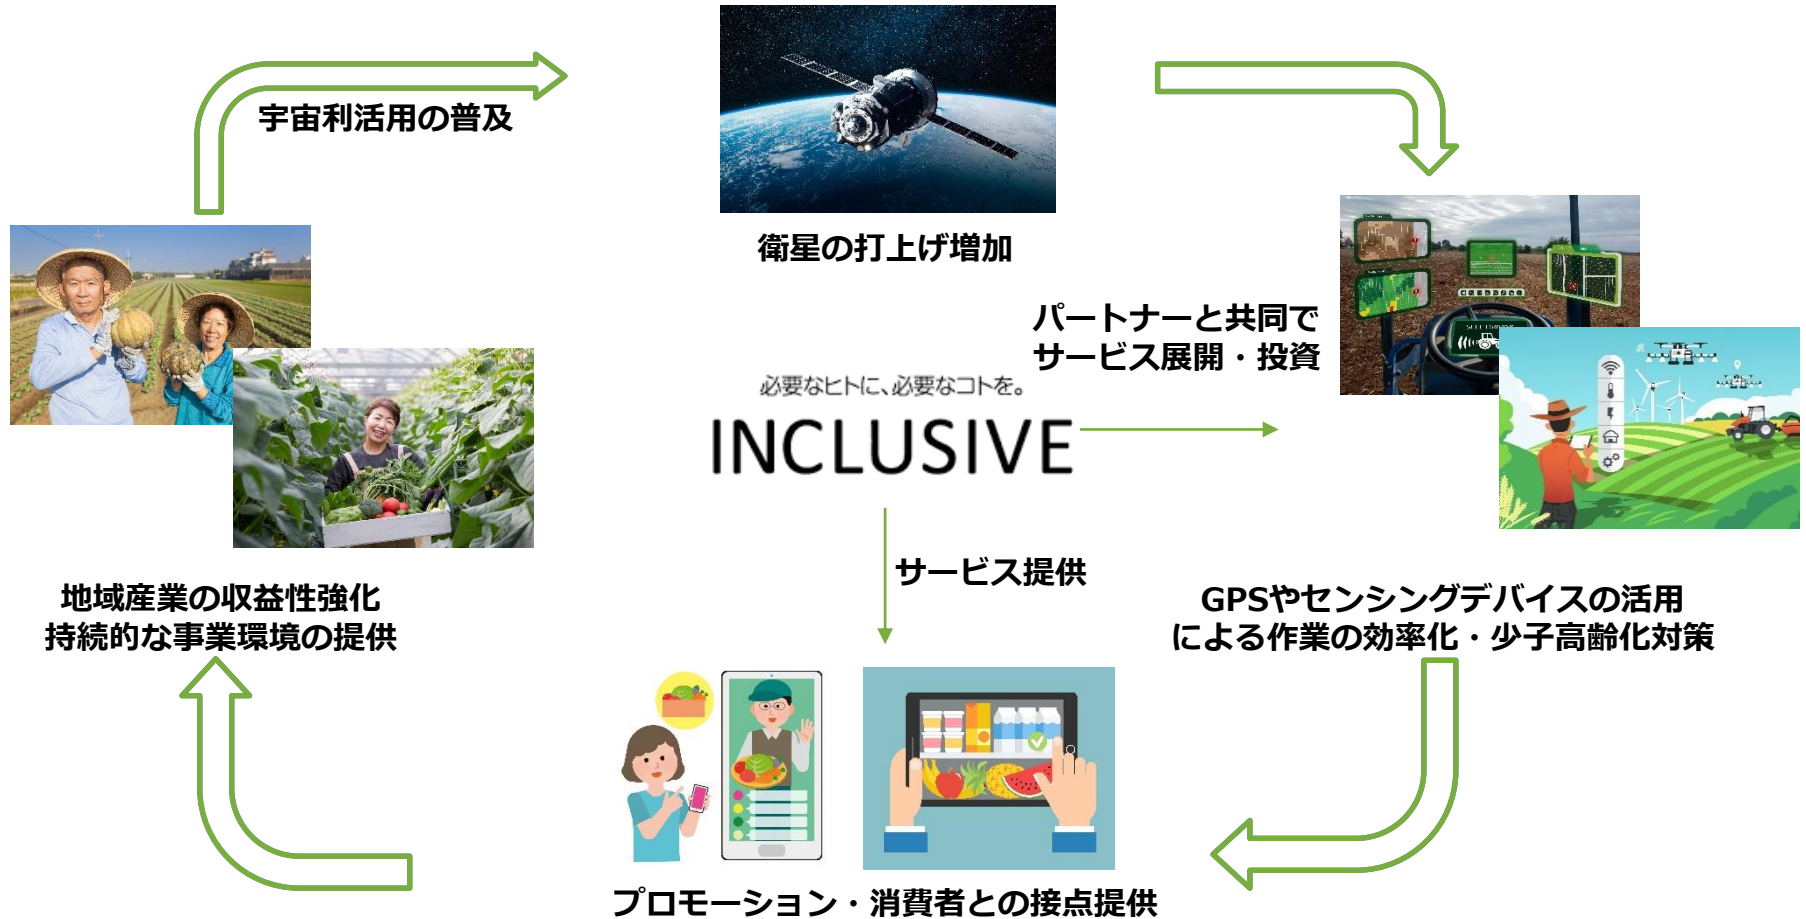 宇宙利活用の普及
衛星の打上げ増加
パートナーと共同で
サービス展開・投資
必要なヒトに、必要なコトを。
INCLUSIVE
サービス提供
地域産業の収益性強化
持続的な事業環境の提供
GPSやセンシングデバイスの活用
による作業の効率化・少子高齢化対策
プロモーション・消費者との接点提供